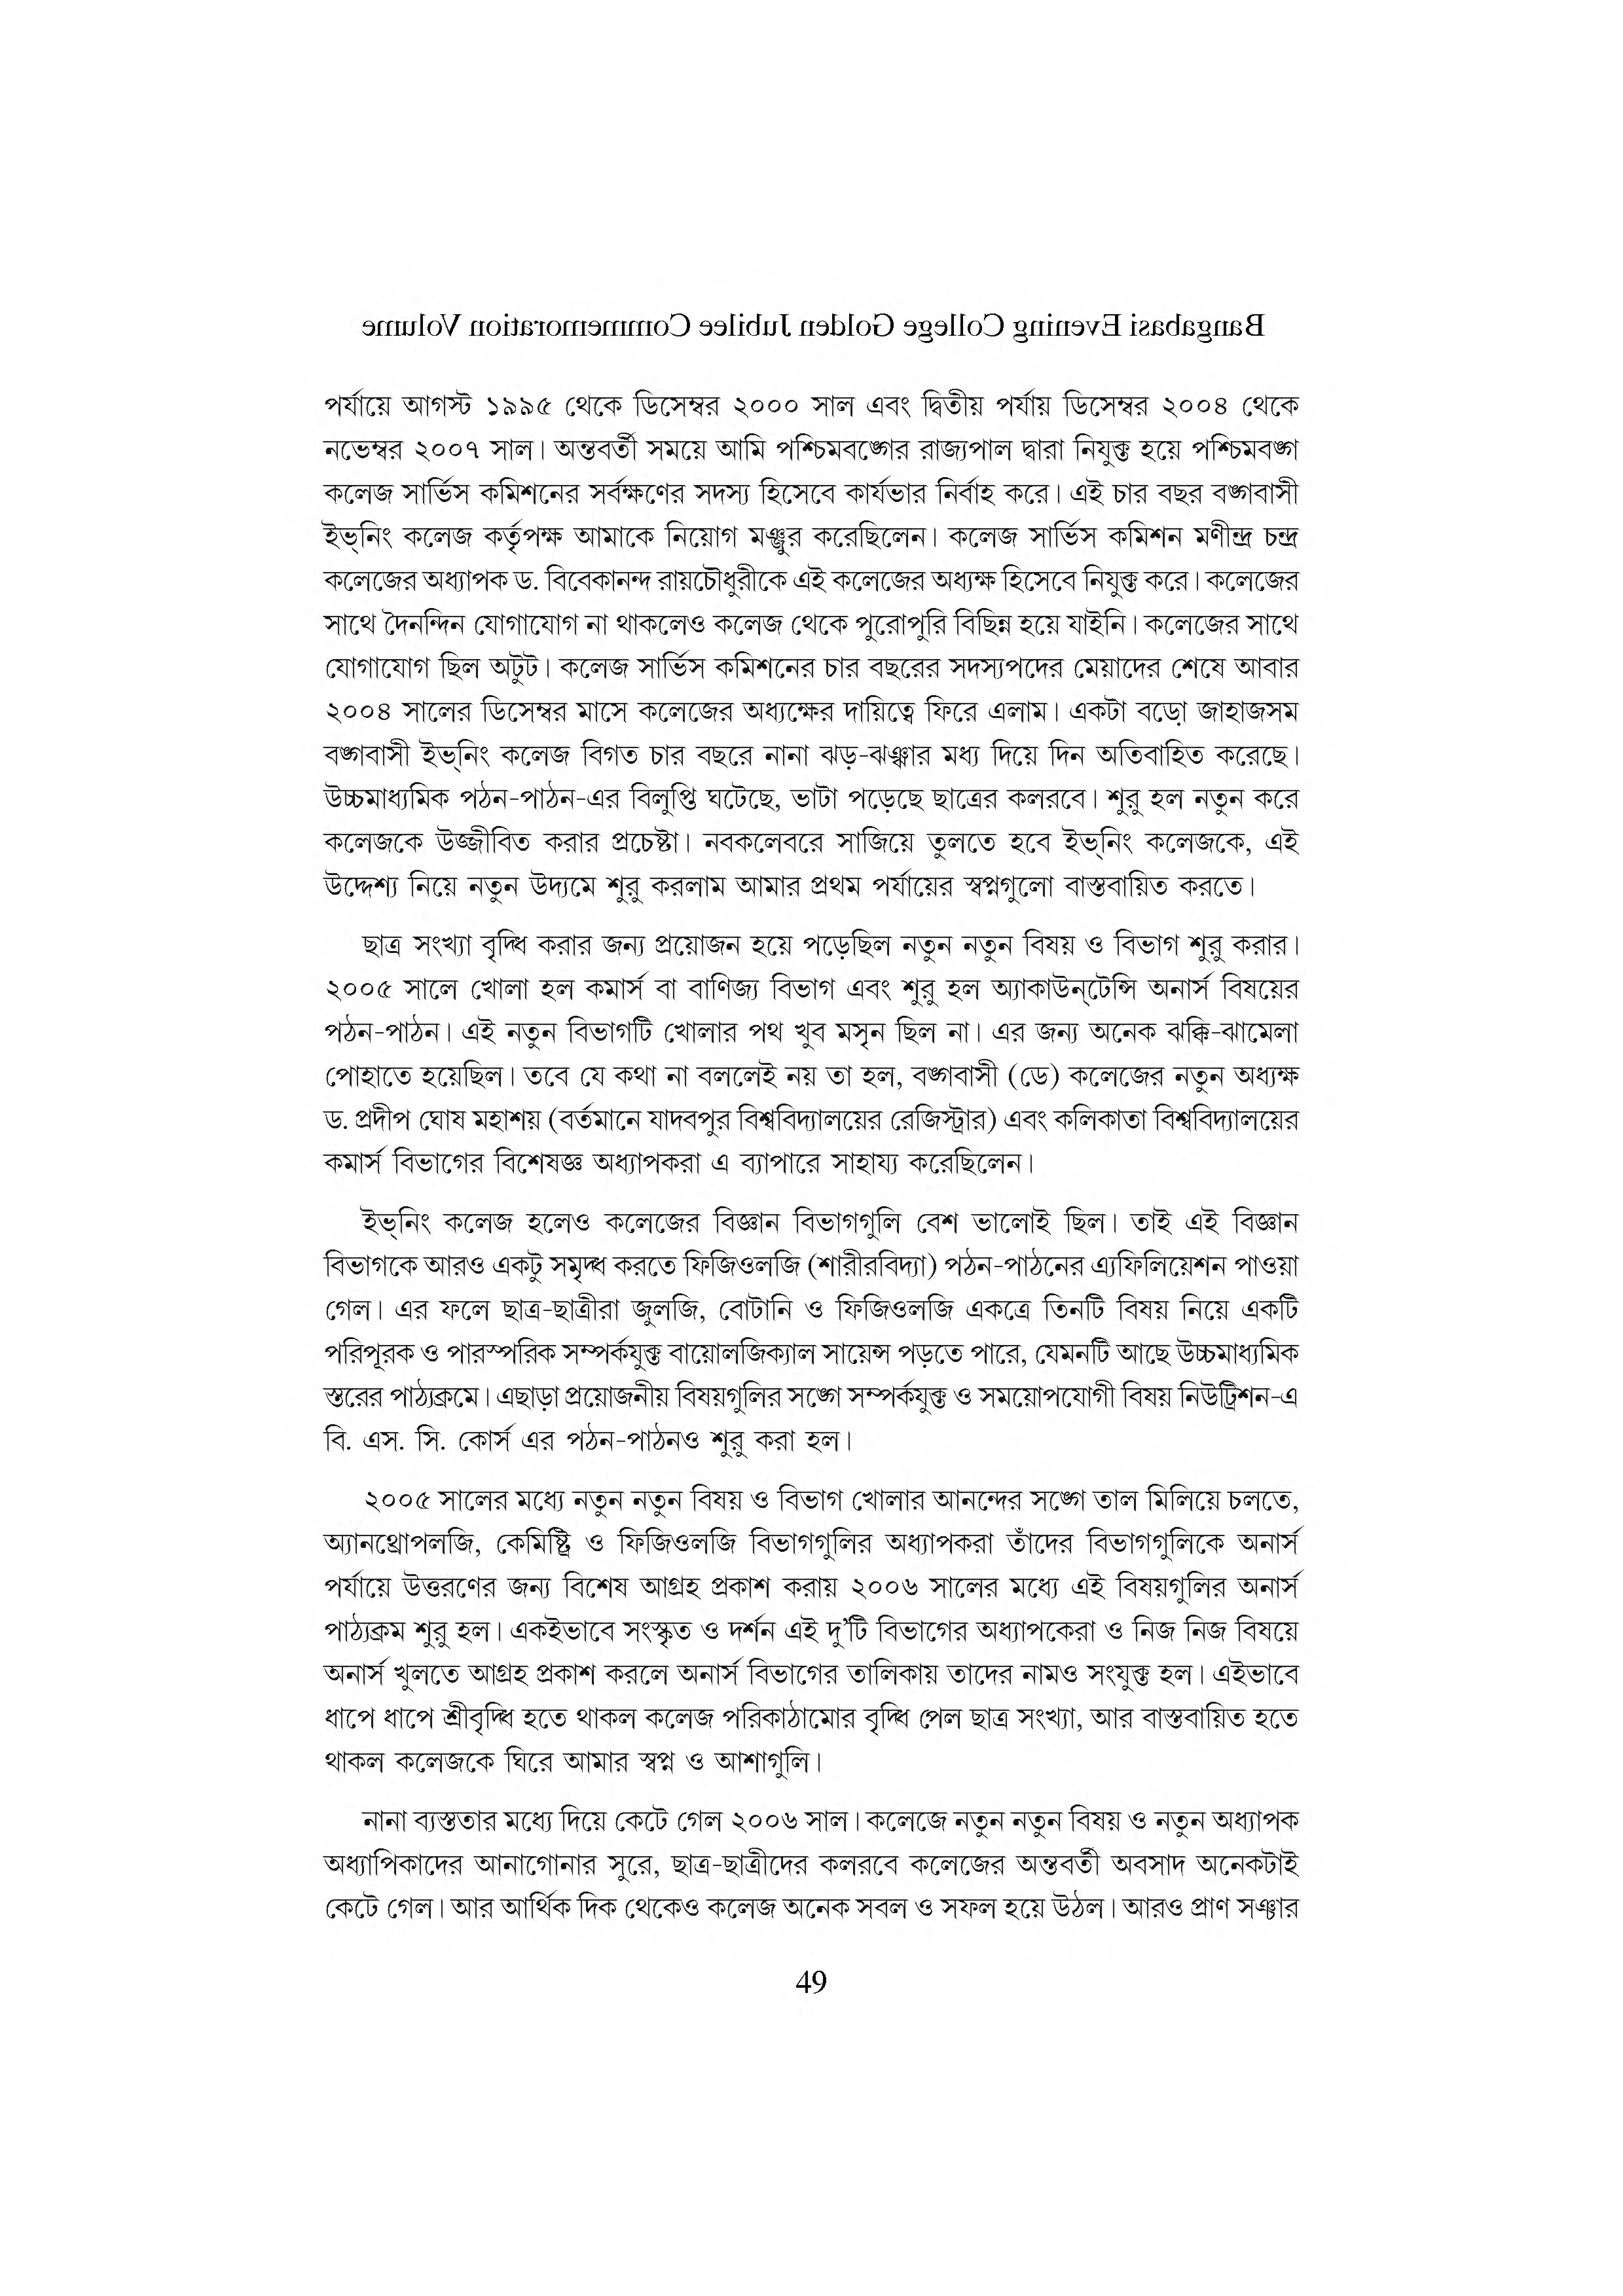 Bangabasi Evening College Golden Jubilee Commemoration Volume
পর্যায়ে আগস্ট ১৯৯৫ থেকে ডিসেম্বর ২০০০ সাল এবং দ্বিতীয় পর্যায় ডিসেম্বর ২০০৪ থেকে
নভেম্বর ২০০৭ সাল। অন্তবর্তী সময়ে আমি পশ্চিমবঙ্গের রাজ্যপাল দ্বারা নিযুক্ত হয়ে পশ্চিমবঙ্গ
কলেজ সার্ভিস কমিশনের সর্বক্ষণের সদস্য হিসেবে কার্যভার নির্বাহ করে। এই চার বছর বঙ্গবাসী
ইভ্‌নিং কলেজ কর্তৃপক্ষ আমাকে নিয়োগ মঞ্জুর করেছিলেন। কলেজ সার্ভিস কমিশন মণীন্দ্র চন্দ্র
কলেজের অধ্যাপক ড. বিবেকানন্দ রায়চৌধুরীকে এই কলেজের অধ্যক্ষ হিসেবে নিযুক্ত করে। কলেজের
সাথে দৈনন্দিন যোগাযোগ না থাকলেও কলেজ থেকে পুরোপুরি বিছিন্ন হয়ে যাইনি। কলেজের সাথে
যোগাযোগ ছিল অটুট। কলেজ সার্ভিস কমিশনের চার বছরের সদস্যপদের মেয়াদের শেষে আবার
২০০৪ সালের ডিসেম্বর মাসে কলেজের অধ্যক্ষের দায়িত্বে ফিরে এলাম। একটা বড়ো জাহাজসম
বঙ্গবাসী ইভ্‌নিং কলেজ বিগত চার বছরে নানা ঝড়-ঝঞ্ঝার মধ্য দিয়ে দিন অতিবাহিত করেছে।
উচ্চমাধ্যমিক পঠন-পাঠন-এর বিলুপ্তি ঘটেছে, ভাটা পড়েছে ছাত্রের কলরবে। শুরু হল নতুন করে
কলেজকে উজ্জীবিত করার প্রচেষ্টা। নবকলেবরে সাজিয়ে তুলতে হবে ইভ্‌নিং কলেজকে, এই
উদ্দেশ্য নিয়ে নতুন উদ্যমে শুরু করলাম আমার প্রথম পর্যায়ের স্বপ্নগুলো বাস্তবায়িত করতে।
ছাত্র সংখ্যা বৃদ্ধি করার জন্য প্রয়োজন হয়ে পড়েছিল নতুন নতুন বিষয় ও বিভাগ শুরু করার।
২০০৫ সালে খোলা হল কমার্স বা বাণিজ্য বিভাগ এবং শুরু হল অ্যাকাউন্‌টেন্সি অনার্স বিষয়ের
পঠন-পাঠন। এই নতুন বিভাগটি খোলার পথ খুব মসৃন ছিল না। এর জন্য অনেক ঝক্কি-ঝামেলা
পোহাতে হয়েছিল। তবে যে কথা না বললেই নয় তা হল, বঙ্গবাসী (ডে) কলেজের নতুন অধ্যক্ষ
ড. প্রদীপ ঘোষ মহাশয় (বর্তমানে যাদবপুর বিশ্ববিদ্যালয়ের রেজিস্ট্রার) এবং কলিকাতা বিশ্ববিদ্যালয়ের
কমার্স বিভাগের বিশেষজ্ঞ অধ্যাপকরা এ ব্যাপারে সাহায্য করেছিলেন।
ইভ্‌নিং কলেজ হলেও কলেজের বিজ্ঞান বিভাগগুলি বেশ ভালোই ছিল। তাই এই বিজ্ঞান
বিভাগকে আরও একটু সমৃদ্ধ করতে ফিজিওলজি (শারীরবিদ্যা) পঠন-পাঠনের এ্যফিলিয়েশন পাওয়া
গেল। এর ফলে ছাত্র-ছাত্রীরা জুলজি, বোটানি ও ফিজিওলজি একত্রে তিনটি বিষয় নিয়ে একটি
পরিপূরক ও পারস্পরিক সম্পর্কযুক্ত বায়োলজিক্যাল সায়েন্স পড়তে পারে, যেমনটি আছে উচ্চমাধ্যমিক
স্তরের পাঠ্যক্রমে। এছাড়া প্রয়োজনীয় বিষয়গুলির সঙ্গে সম্পর্কযুক্ত ও সময়োপযোগী বিষয় নিউট্রিশন-এ
বি. এস. সি. কোর্স এর পঠন-পাঠনও শুরু করা হল।
২০০৫ সালের মধ্যে নতুন নতুন বিষয় ও বিভাগ খোলার আনন্দের সঙ্গে তাল মিলিয়ে চলতে,
অ্যানথ্রোপলজি, কেমিষ্ট্রি ও ফিজিওলজি বিভাগগুলির অধ্যাপকরা তাঁদের বিভাগগুলিকে অনার্স
পর্যায়ে উত্তরণের জন্য বিশেষ আগ্রহ প্রকাশ করায় ২০০৬ সালের মধ্যে এই বিষয়গুলির অনার্স
পাঠ্যক্রম শুরু হল। একইভাবে সংস্কৃত ও দর্শন এই দু’টি বিভাগের অধ্যাপকেরা ও নিজ নিজ বিষয়ে
অনার্স খুলতে আগ্রহ প্রকাশ করলে অনার্স বিভাগের তালিকায় তাদের নামও সংযুক্ত হল। এইভাবে
ধাপে ধাপে শ্রীবৃদ্ধি হতে থাকল কলেজ পরিকাঠামোর বৃদ্ধি পেল ছাত্র সংখ্যা, আর বাস্তবায়িত হতে
থাকল কলেজকে ঘিরে আমার স্বপ্ন ও আশাগুলি।
নানা ব্যস্ততার মধ্যে দিয়ে কেটে গেল ২০০৬ সাল। কলেজে নতুন নতুন বিষয় ও নতুন অধ্যাপক
অধ্যাপিকাদের আনাগোনার সুরে, ছাত্র-ছাত্রীদের কলরবে কলেজের অন্তবর্তী অবসাদ অনেকটাই
কেটে গেল। আর আর্থিক দিক থেকেও কলেজ অনেক সবল ও সফল হয়ে উঠল। আরও প্রাণ সঞ্চার
49